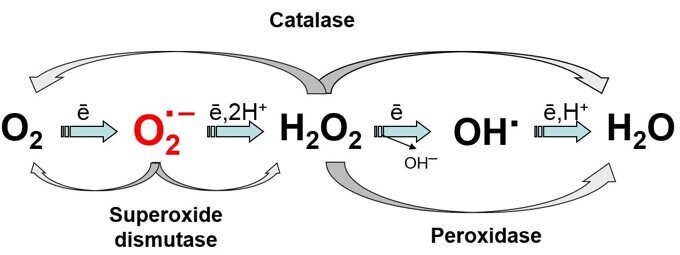 Catalase
ē ē,2H⁺ ē ē,H⁺
O₂ O₂·⁻ H₂O₂ OH· H₂O
OH⁻
Superoxide
dismutase
Peroxidase